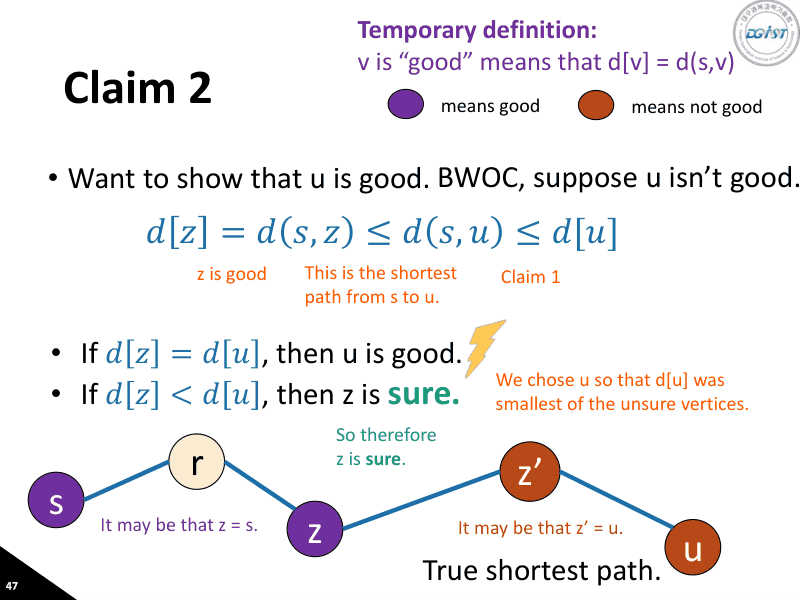 Temporary definition:
v is “good” means that d[v] = d(s,v)
DGIST
Claim 2
means good
means not good
• Want to show that u is good. BWOC, suppose u isn’t good.
d[z] = d(s, z) ≤ d(s, u) ≤ d[u]
z is good
This is the shortest
path from s to u.
Claim 1
• If d[z] = d[u], then u is good.
• If d[z] < d[u], then z is sure.
We chose u so that d[u] was
smallest of the unsure vertices.
So therefore
z is sure.
r
z’
s
It may be that z = s.
z
It may be that z’ = u.
u
True shortest path.
47